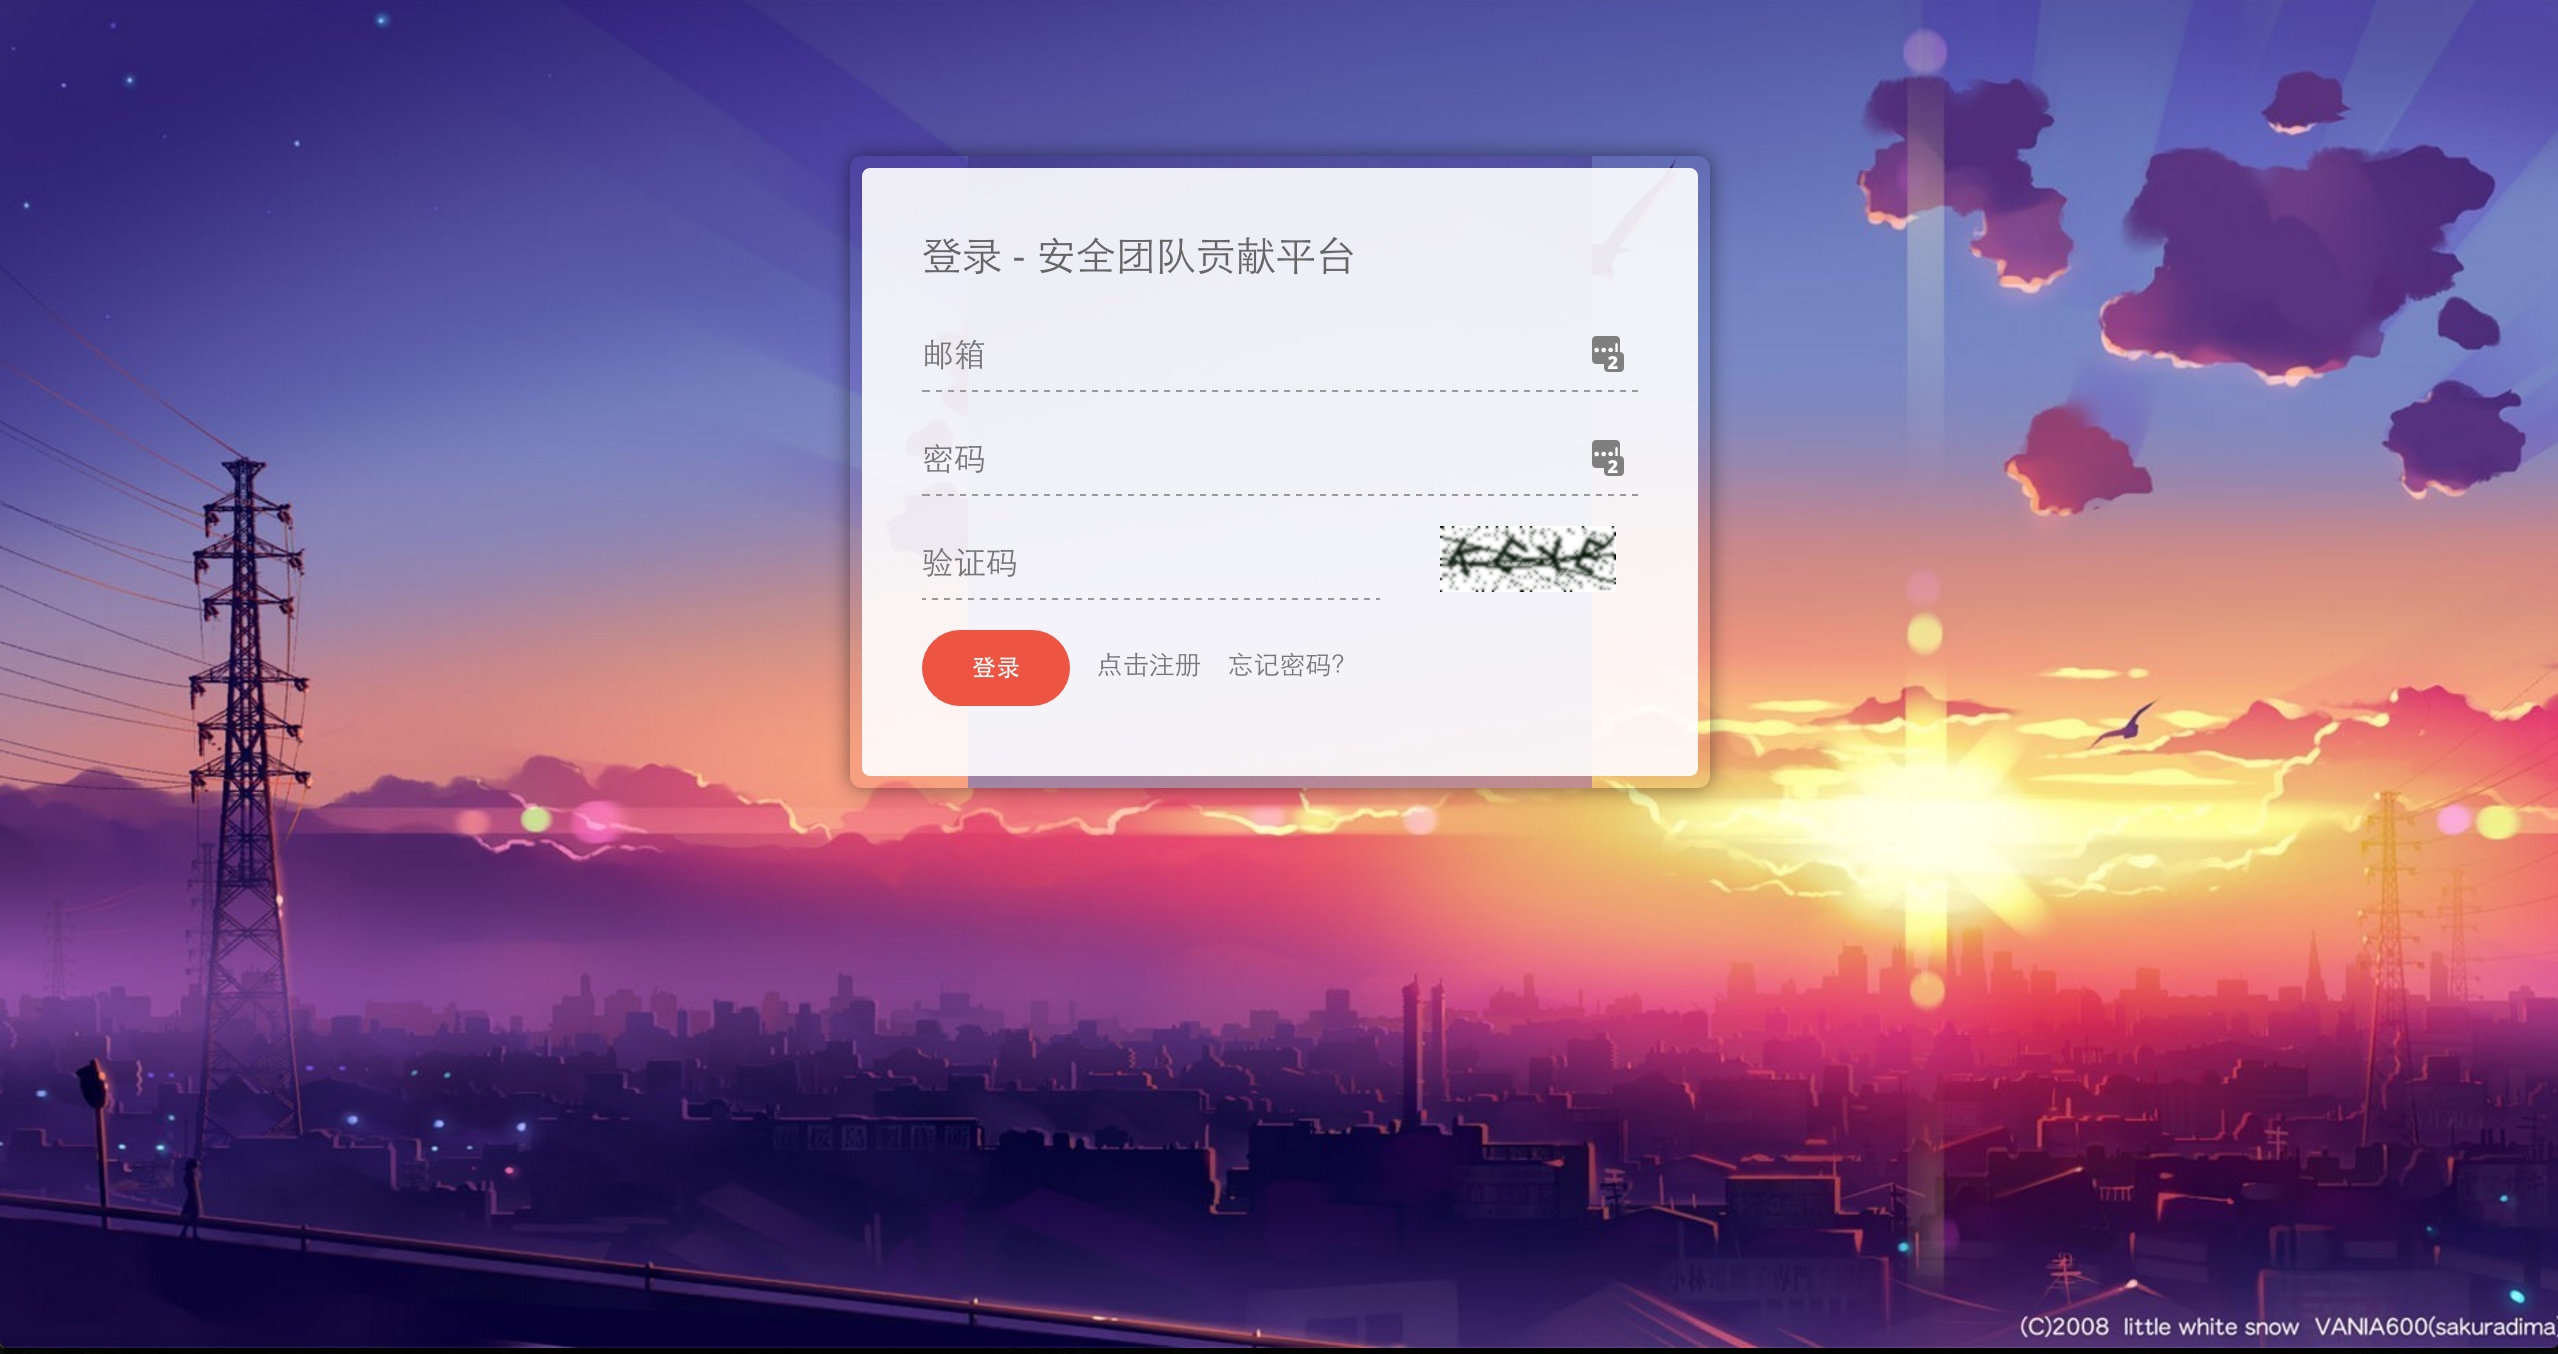 登录 - 安全团队贡献平台
邮箱
密码
验证码
登录 点击注册 忘记密码？
(C)2008 little white snow VANIA600(sakuradima)